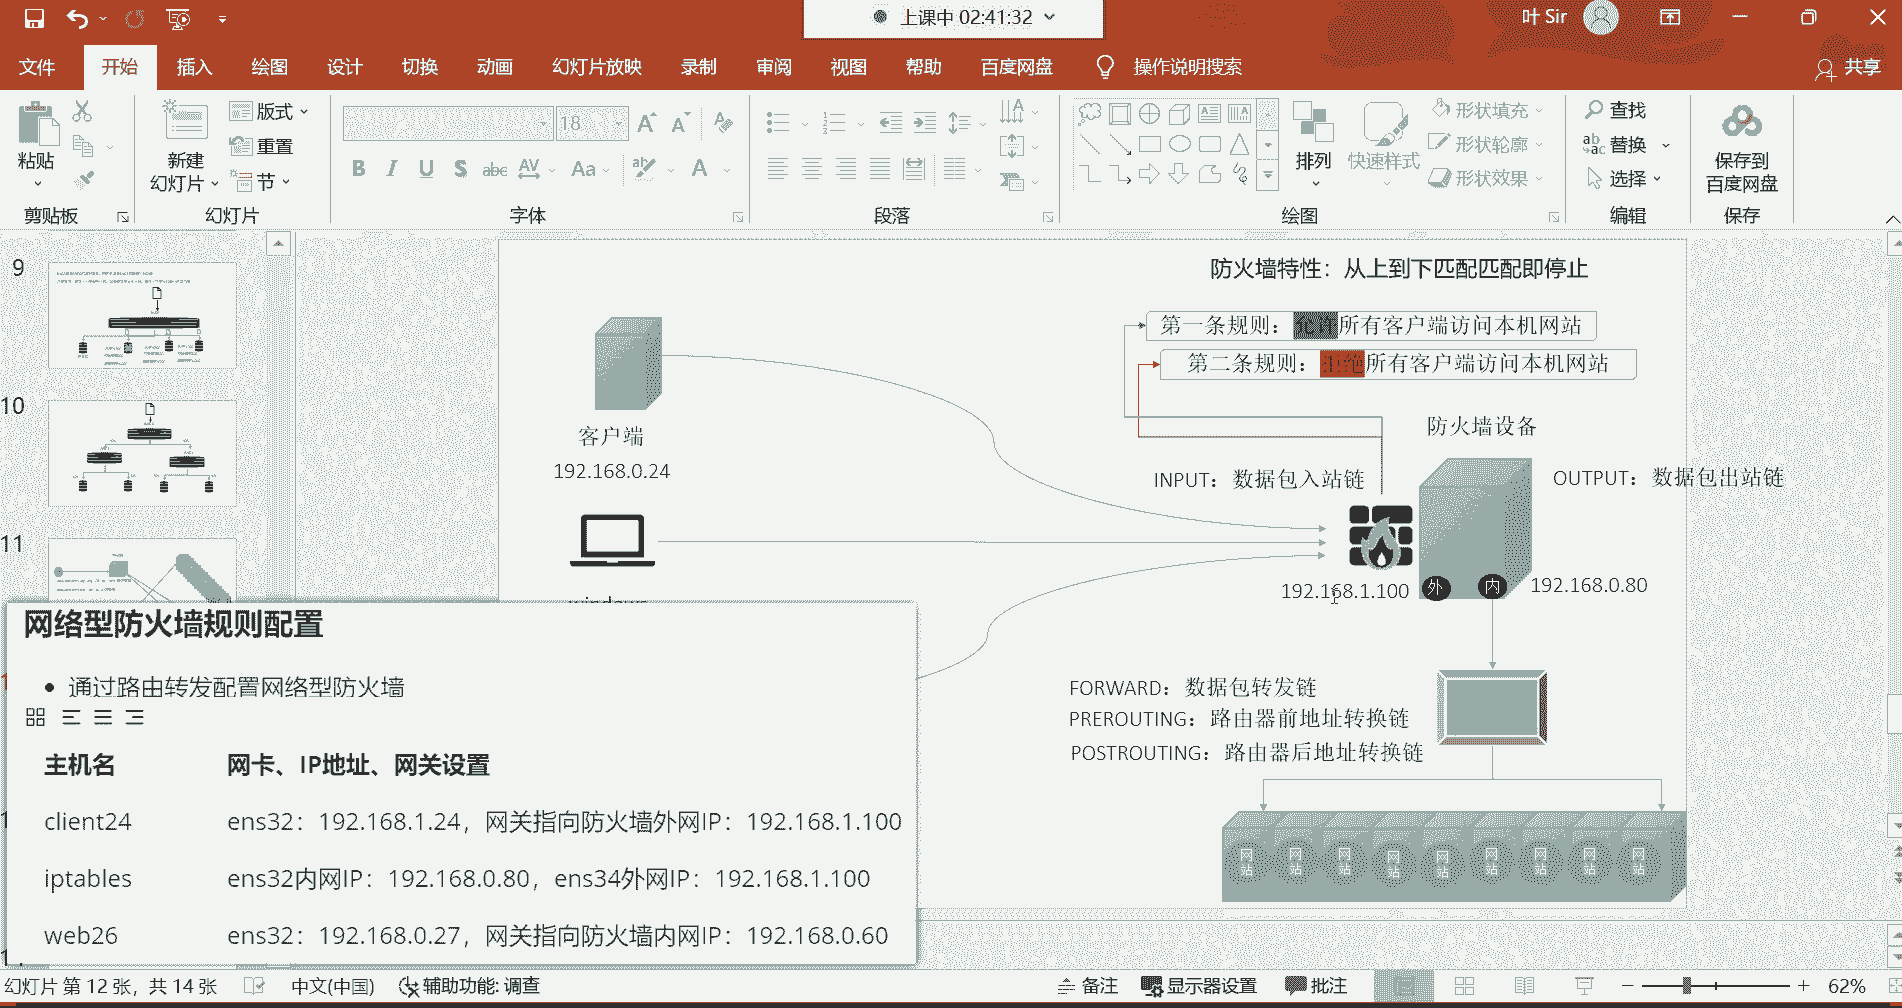 上课中 02:41:32
叶 Sir
文件 开始 插入 绘图 设计 切换 动画 幻灯片放映 录制 审阅 视图 帮助 百度网盘 操作说明搜索 共享
粘贴
剪贴板
新建
幻灯片
版式
重置
节
幻灯片
18
字体
段落
排列
快速样式
形状填充
形状轮廓
形状效果
绘图
查找
替换
选择
编辑
保存到
百度网盘
保存
9
10
11
防火墙特性：从上到下匹配匹配即停止
第一条规则：允许所有客户端访问本机网站
第二条规则：拒绝所有客户端访问本机网站
客户端
192.168.0.24
防火墙设备
INPUT：数据包入站链
OUTPUT：数据包出站链
192.168.1.100
外
内
192.168.0.80
FORWARD：数据包转发链
PREROUTING：路由器前地址转换链
POSTROUTING：路由器后地址转换链
网站 网站 网站 网站 网站 网站 网站 网站 网站
网络型防火墙规则配置
• 通过路由转发配置网络型防火墙
主机名 网卡、IP地址、网关设置
client24 ens32：192.168.1.24，网关指向防火墙外网IP：192.168.1.100
iptables ens32内网IP：192.168.0.80，ens34外网IP：192.168.1.100
web26 ens32：192.168.0.27，网关指向防火墙内网IP：192.168.0.60
幻灯片 第 12 张，共 14 张 中文(中国) 辅助功能: 调查 备注 显示器设置 批注 62%